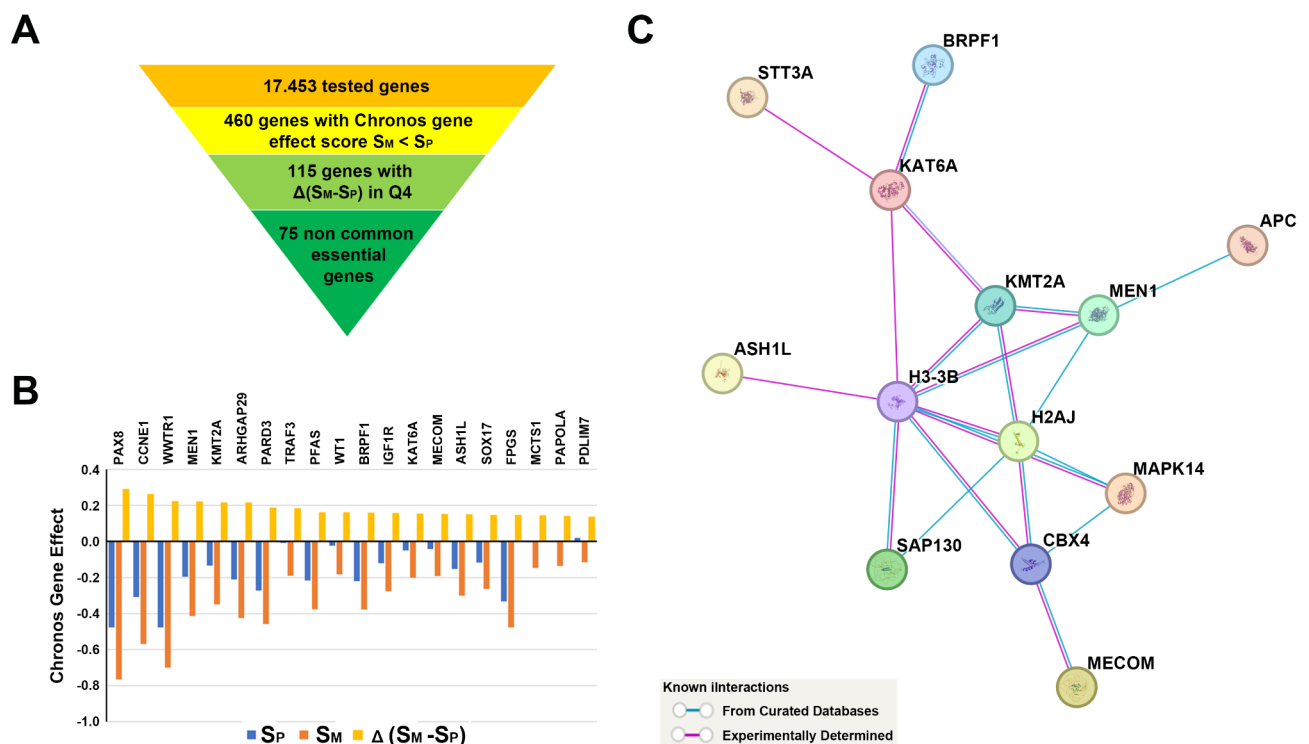 A
17.453 tested genes
460 genes with Chronos gene
effect score SM < SP
115 genes with
Δ(SM-SP) in Q4
75 non common
essential
genes
B
PAX8
CCNE1
WWTR1
MEN1
KMT2A
ARHGAP29
PARD3
TRAF3
PFAS
WT1
BRPF1
IGF1R
KAT6A
MECOM
ASH1L
SOX17
FPGS
MCTS1
PAPOLA
PDLIM7
Chronos Gene Effect
0.4
0.2
0.0
-0.2
-0.4
-0.6
-0.8
-1.0
SP
SM
Δ (SM -SP)
C
BRPF1
STT3A
KAT6A
APC
KMT2A
MEN1
ASH1L
H3-3B
H2AJ
MAPK14
SAP130
CBX4
MECOM
Known iInteractions
From Curated Databases
Experimentally Determined